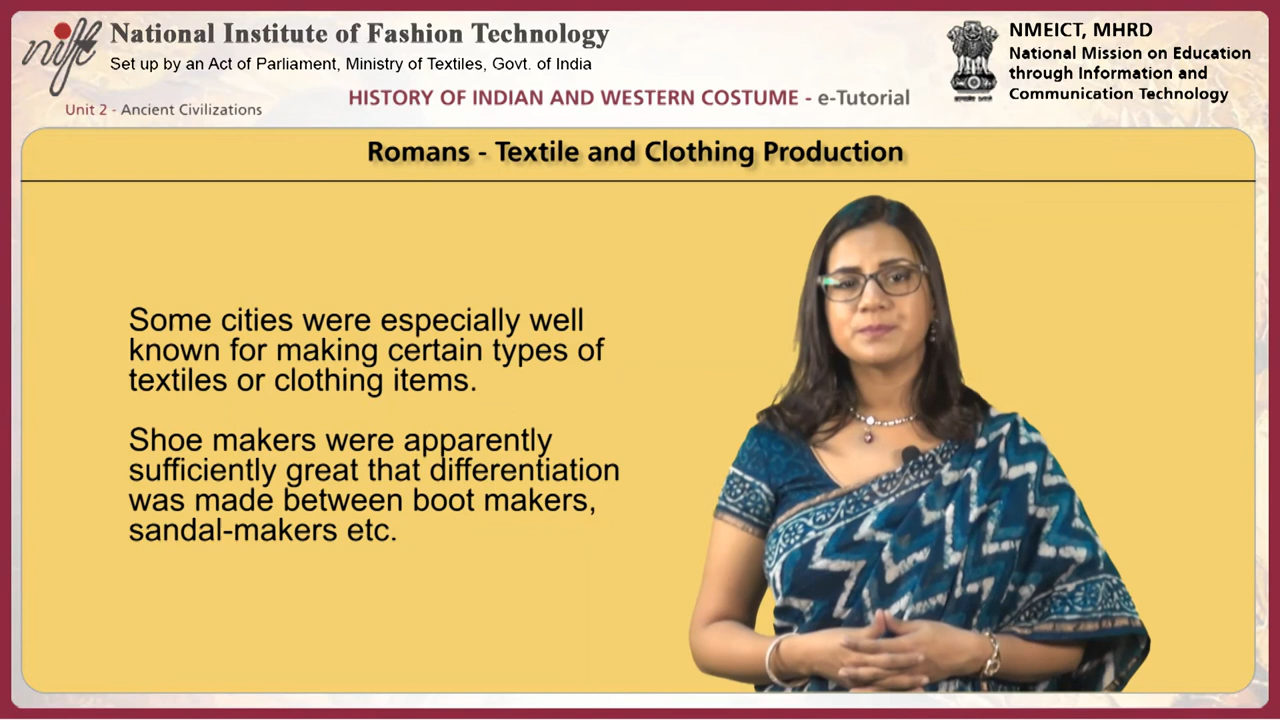 nift
National Institute of Fashion Technology
Set up by an Act of Parliament, Ministry of Textiles, Govt. of India
NMEICT, MHRD
National Mission on Education
through Information and
Communication Technology
Unit 2 - Ancient Civilizations
HISTORY OF INDIAN AND WESTERN COSTUME - e-Tutorial
Romans - Textile and Clothing Production
Some cities were especially well
known for making certain types of
textiles or clothing items.
Shoe makers were apparently
sufficiently great that differentiation
was made between boot makers,
sandal-makers etc.